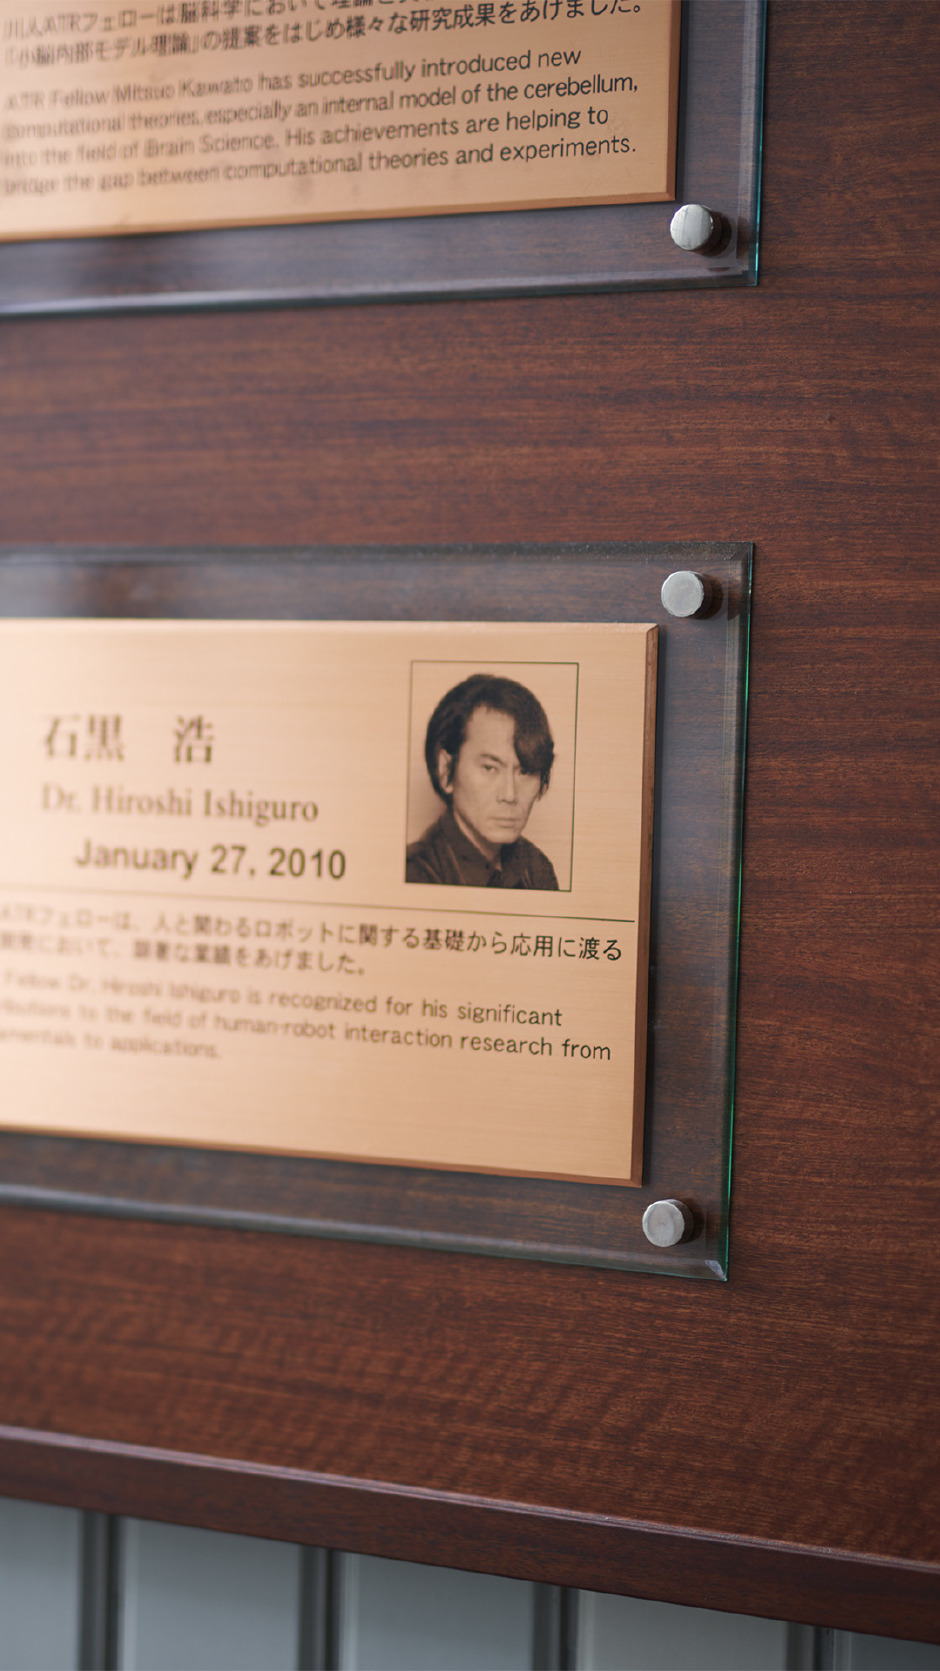 川人ATRフェローは脳科学において理論と
「小脳内部モデル理論」の提案をはじめ様々な研究成果をあげました。
ATR Fellow Mitsuo Kawato has successfully introduced new
computational theories, especially an internal model of the cerebellum,
into the field of Brain Science. His achievements are helping to
bridge the gap between computational theories and experiments.
石黒 浩
Dr. Hiroshi Ishiguro
January 27, 2010
ATRフェローは、人と関わるロボットに関する基礎から応用に渡る
において、顕著な業績をあげました。
Fellow Dr. Hiroshi Ishiguro is recognized for his significant
to the field of human-robot interaction research from
to applications.